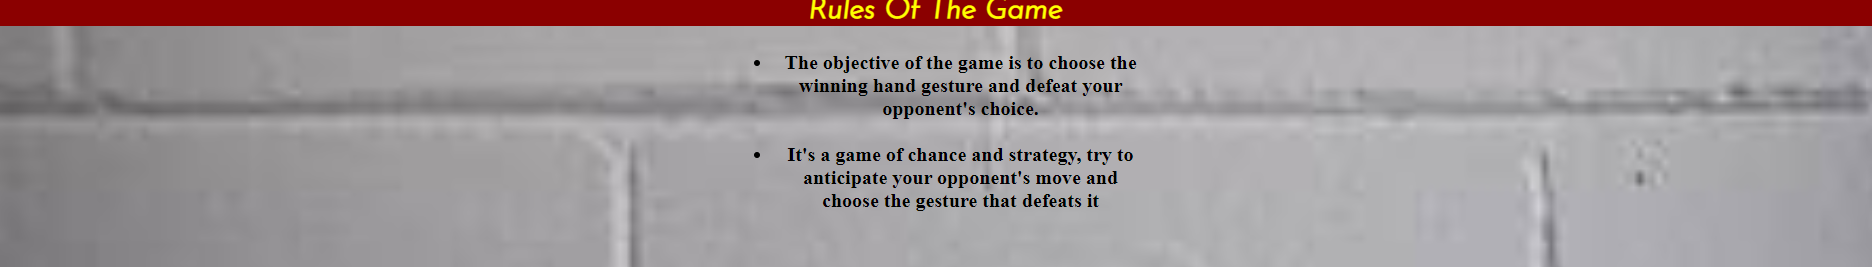 Rules Of The Game
• The objective of the game is to choose the
winning hand gesture and defeat your
opponent's choice.
• It's a game of chance and strategy, try to
anticipate your opponent's move and
choose the gesture that defeats it